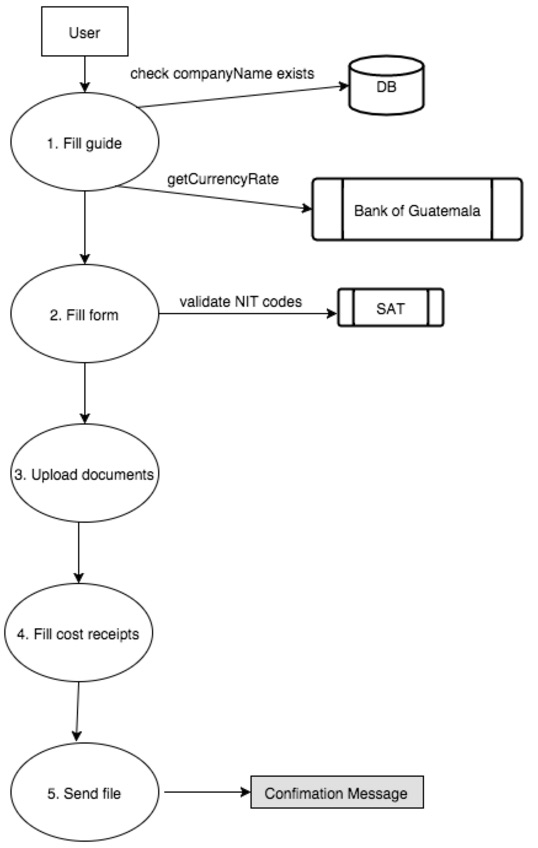 User
check companyName exists
DB
1. Fill guide
getCurrencyRate
Bank of Guatemala
2. Fill form
validate NIT codes
SAT
3. Upload documents
4. Fill cost receipts
5. Send file
Confimation Message